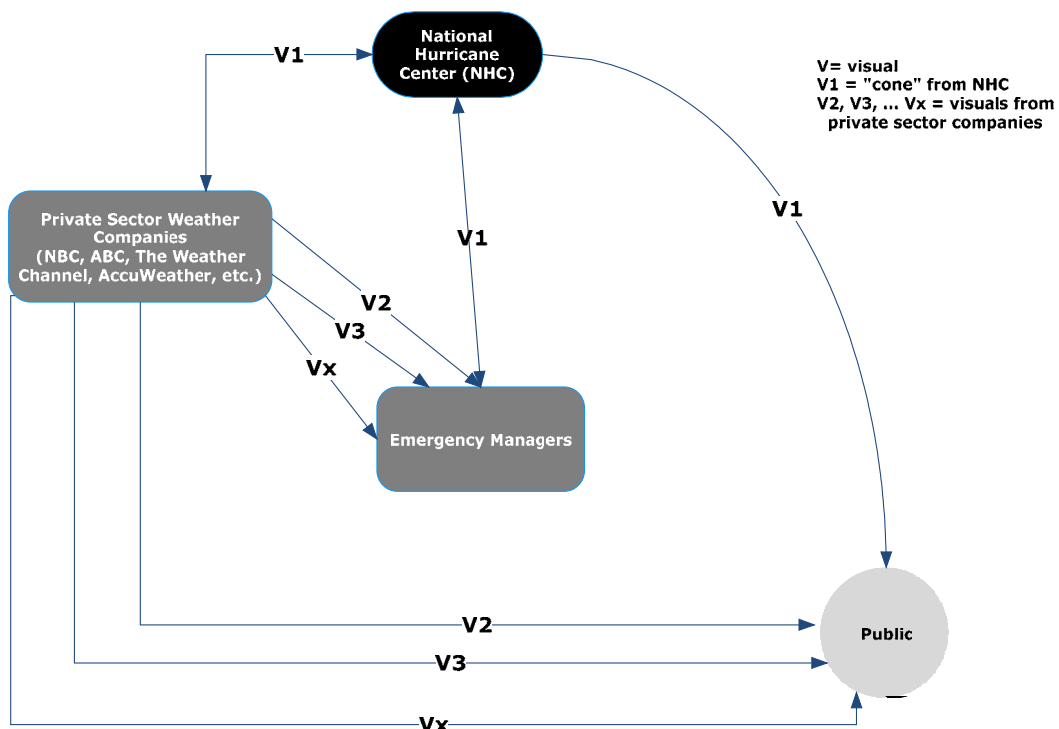 National
Hurricane
Center (NHC)
V1
V= visual
V1 = "cone" from NHC
V2, V3, ... Vx = visuals from
private sector companies
Private Sector Weather
Companies
(NBC, ABC, The Weather
Channel, AccuWeather, etc.)
V1
V1
V2
V3
Vx
Emergency Managers
V2
V3
Vx
Public